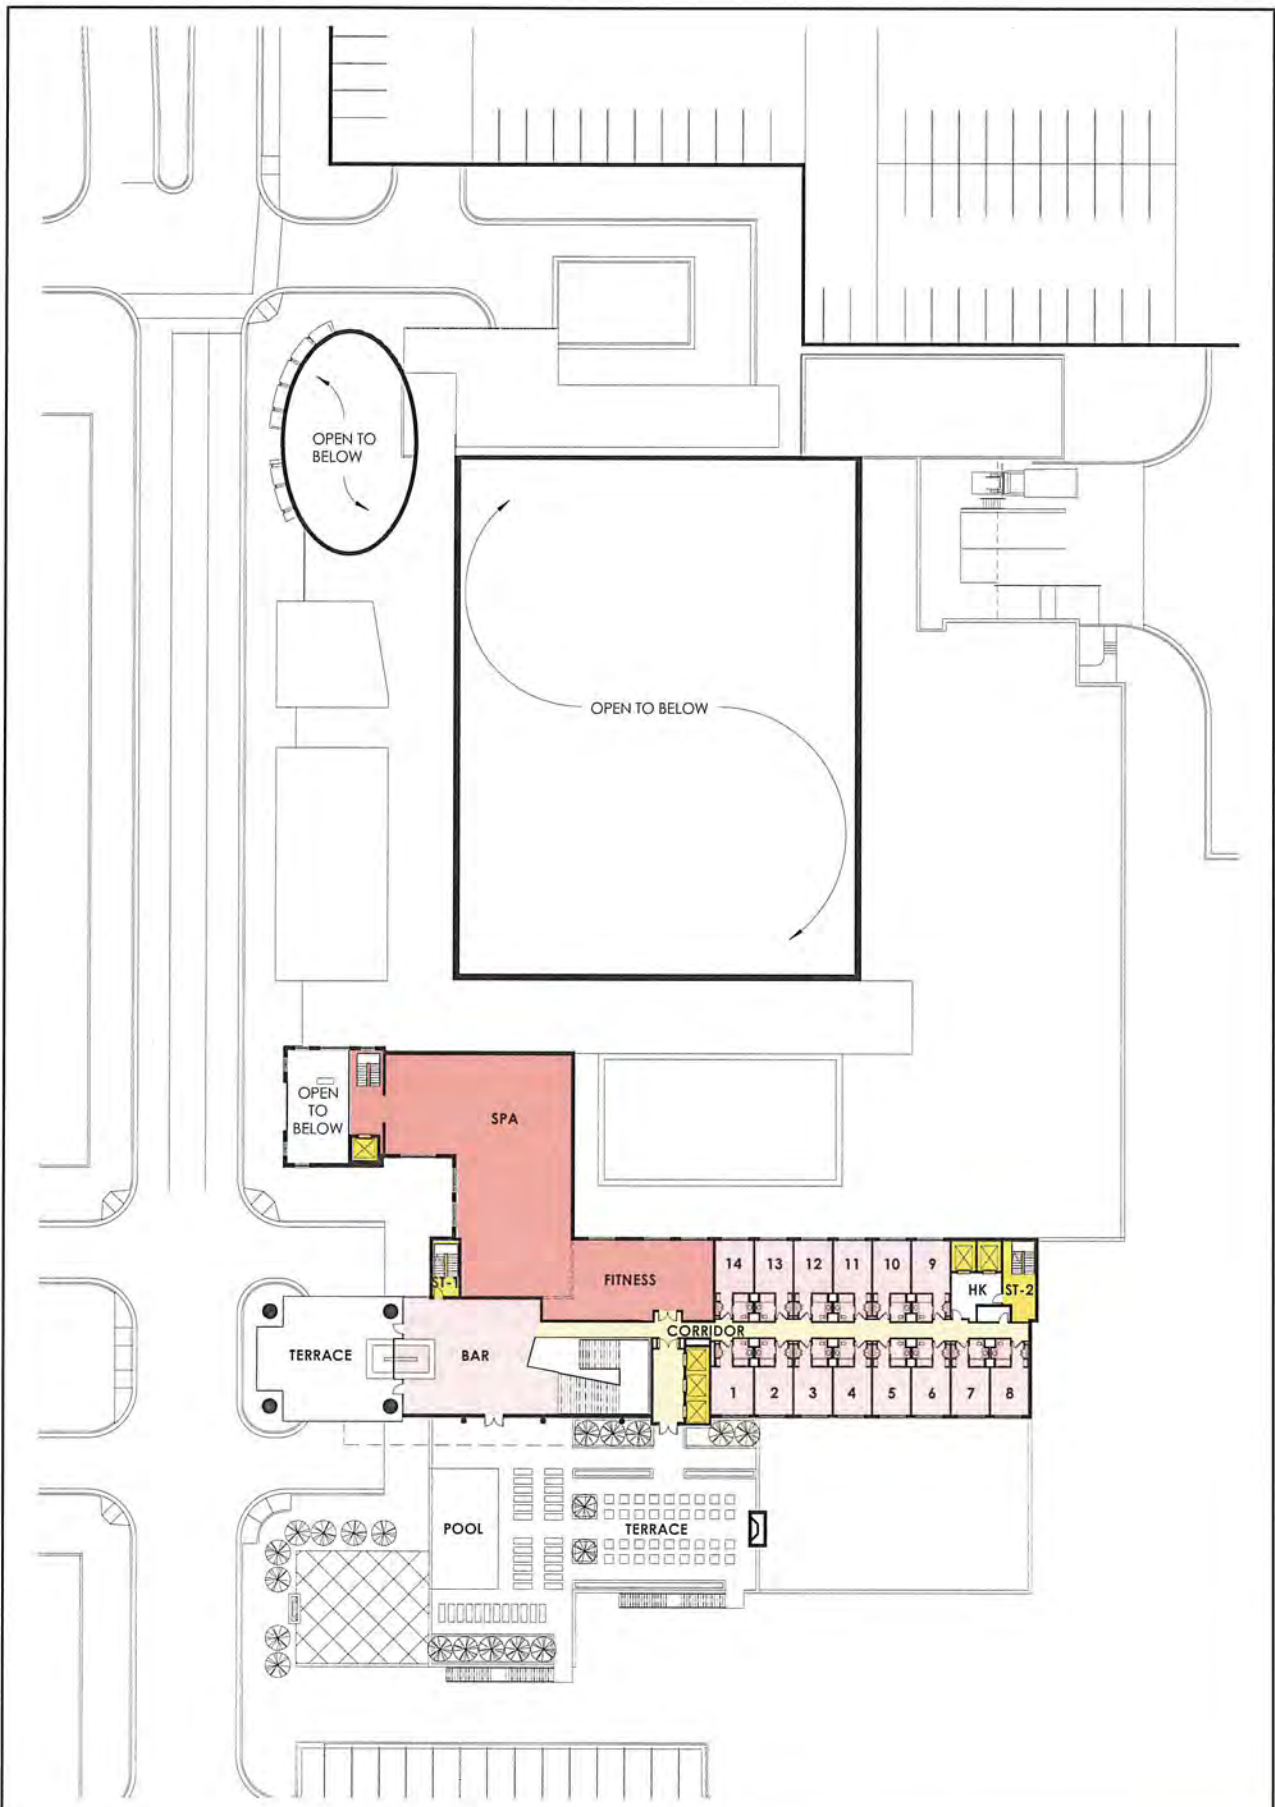 OPEN TO
BELOW
OPEN TO BELOW
OPEN
TO
BELOW
SPA
ST-1
FITNESS
14 13 12 11 10 9
HK
ST-2
CORRIDOR
TERRACE
BAR
1 2 3 4 5 6 7 8
POOL
TERRACE